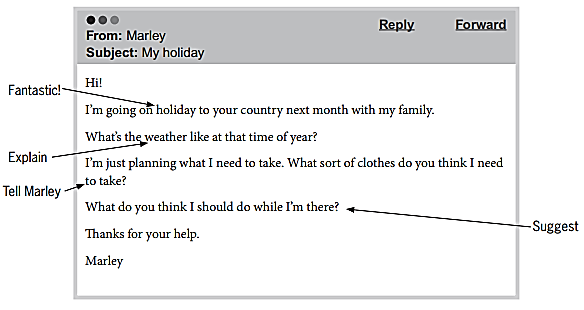 Reply Forward
From: Marley
Subject: My holiday
Hi!
Fantastic!
I'm going on holiday to your country next month with my family.
What's the weather like at that time of year?
Explain
I'm just planning what I need to take. What sort of clothes do you think I need
to take?
Tell Marley
What do you think I should do while I'm there?
Suggest
Thanks for your help.
Marley